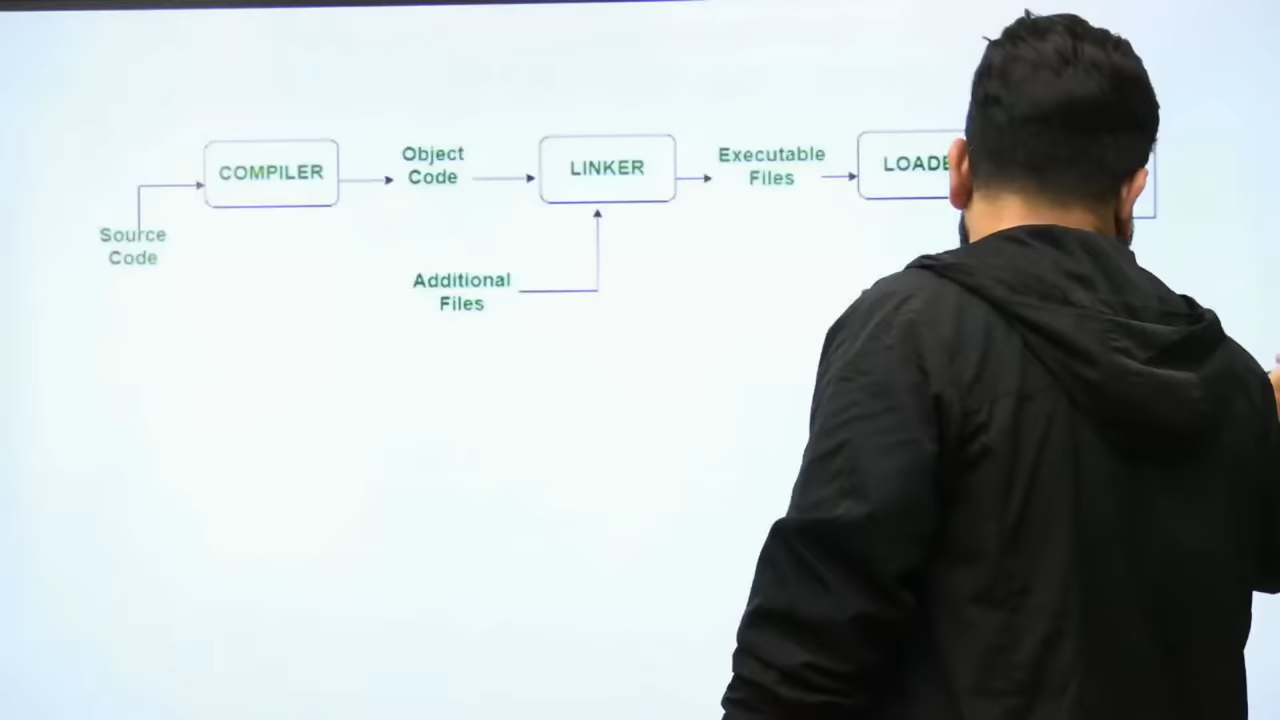 COMPILER
Object
Code
LINKER
Executable
Files
LOADE
Source
Code
Additional
Files